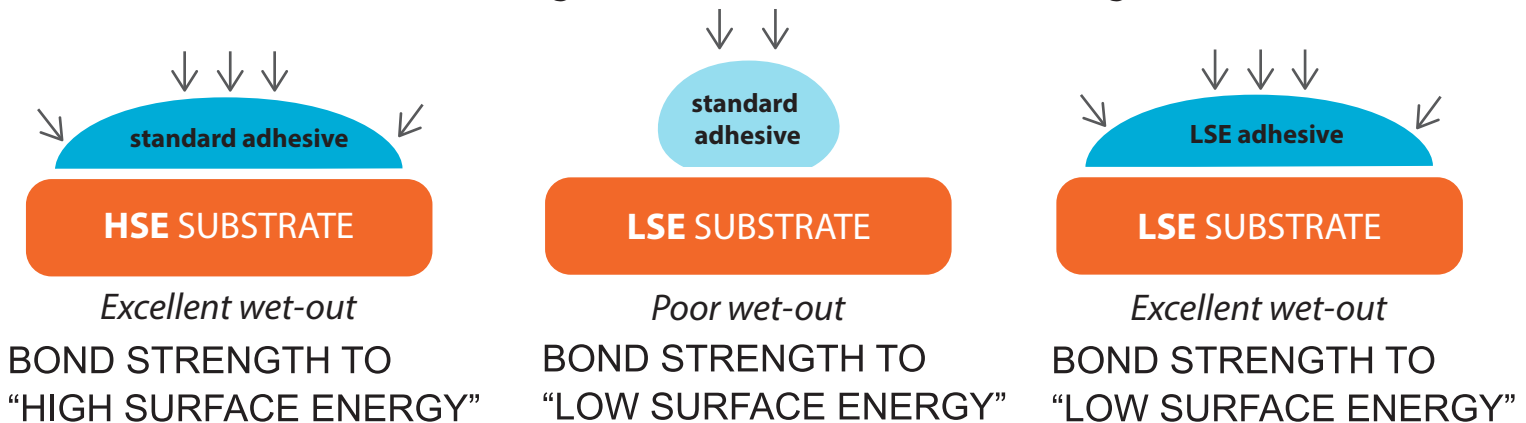 standard adhesive
HSE SUBSTRATE
Excellent wet-out
BOND STRENGTH TO
“HIGH SURFACE ENERGY”
standard
adhesive
LSE SUBSTRATE
Poor wet-out
BOND STRENGTH TO
“LOW SURFACE ENERGY”
LSE adhesive
LSE SUBSTRATE
Excellent wet-out
BOND STRENGTH TO
“LOW SURFACE ENERGY”